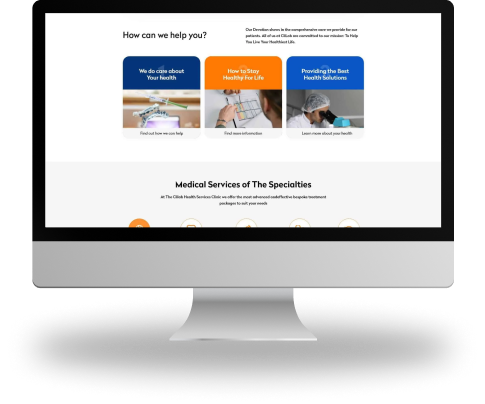 How can we help you?
Our Devotion shows in the comprehensive care we provide for our
patients. All of us at Clliok are committed to our mission: To Help
You Live Your Healthiest Life.
We do care about
Your health
How to Stay
Healthy For Life
Providing the Best
Health Solutions
Find out how we can help
Find more information
Learn more about your health
Medical Services of The Specialties
At The Clliok Health Services Clinic we offer the most advanced and effective bespoke treatment
packages to suit your needs